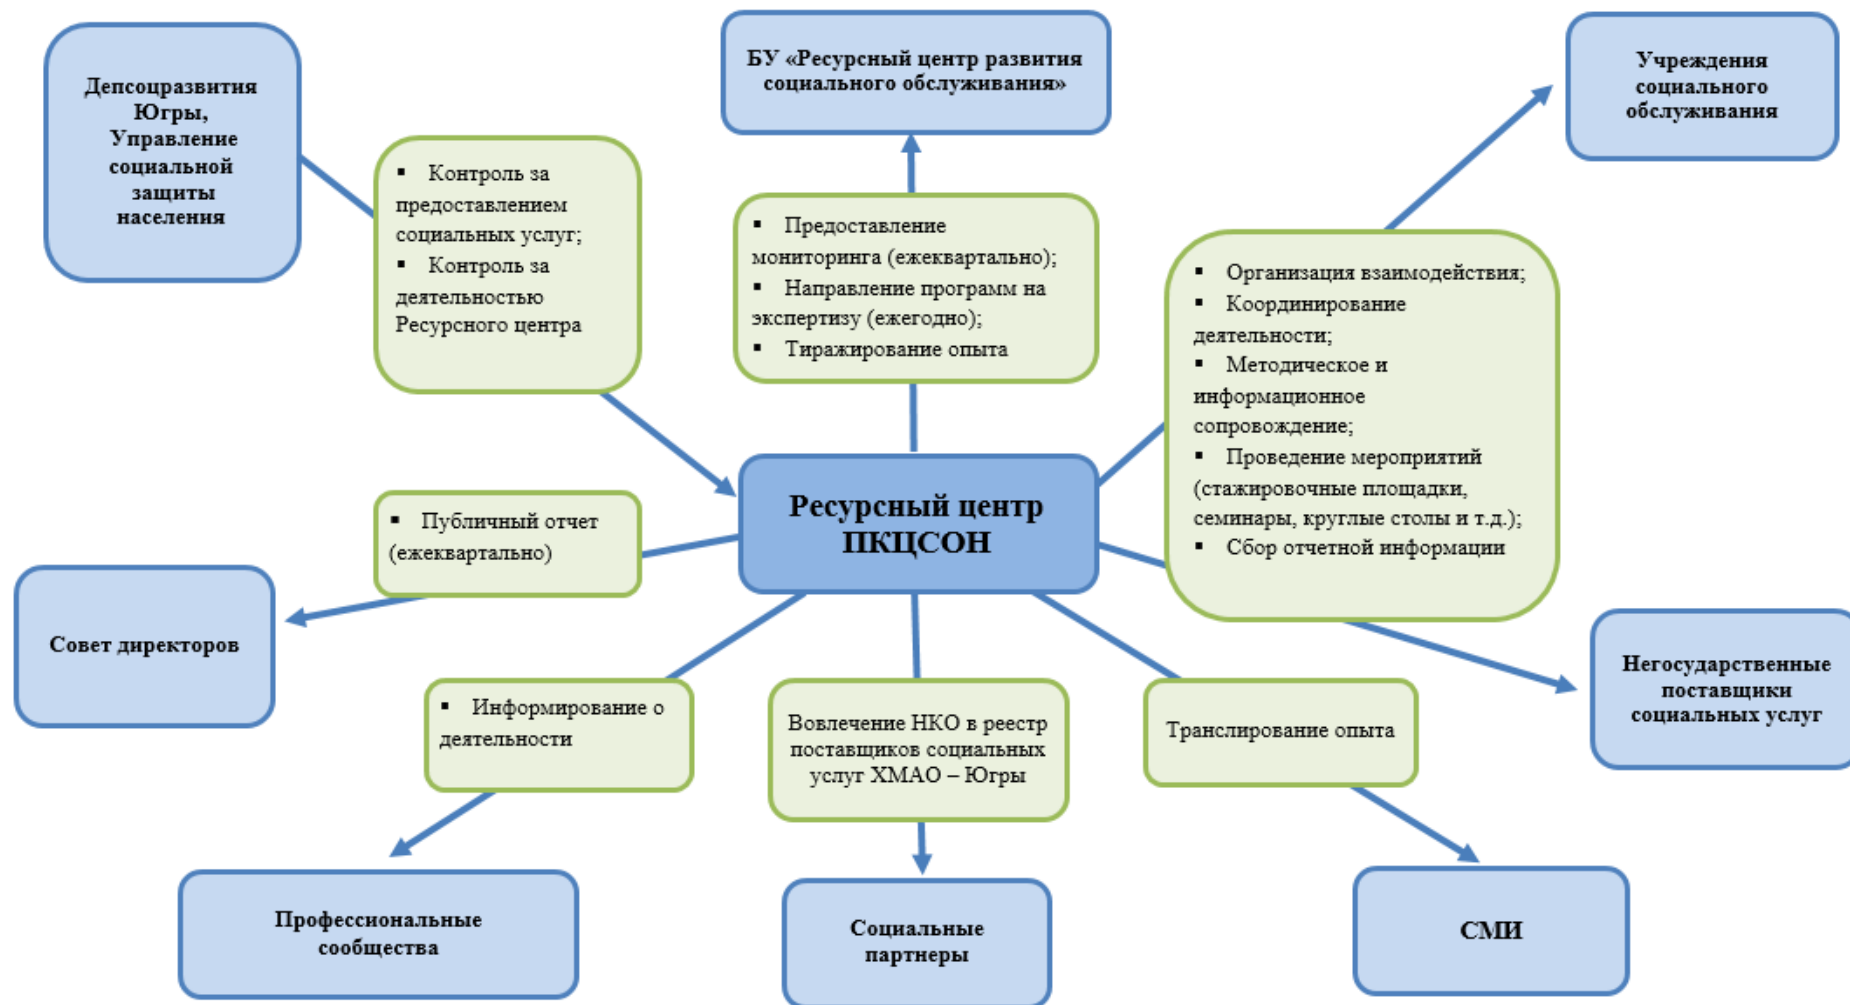 Депсоцразвития
Югры,
Управление
социальной
защиты
населения
БУ «Ресурсный центр развития
социального обслуживания»
Учреждения
социального
обслуживания
▪ Контроль за
предоставлением
социальных услуг;
▪ Контроль за
деятельностью
Ресурсного центра
▪ Предоставление
мониторинга (ежеквартально);
▪ Направление программ на
экспертизу (ежегодно);
▪ Тиражирование опыта
▪ Организация взаимодействия;
▪ Координирование
деятельности;
▪ Методическое и
информационное
сопровождение;
▪ Проведение мероприятий
(стажировочные площадки,
семинары, круглые столы и т.д.);
▪ Сбор отчетной информации
Ресурсный центр
ПКЦСОН
▪ Публичный отчет
(ежеквартально)
Совет директоров
Негосударственные
поставщики
социальных услуг
▪ Информирование о
деятельности
Вовлечение НКО в реестр
поставщиков социальных
услуг ХМАО – Югры
Транслирование опыта
Профессиональные
сообщества
Социальные
партнеры
СМИ